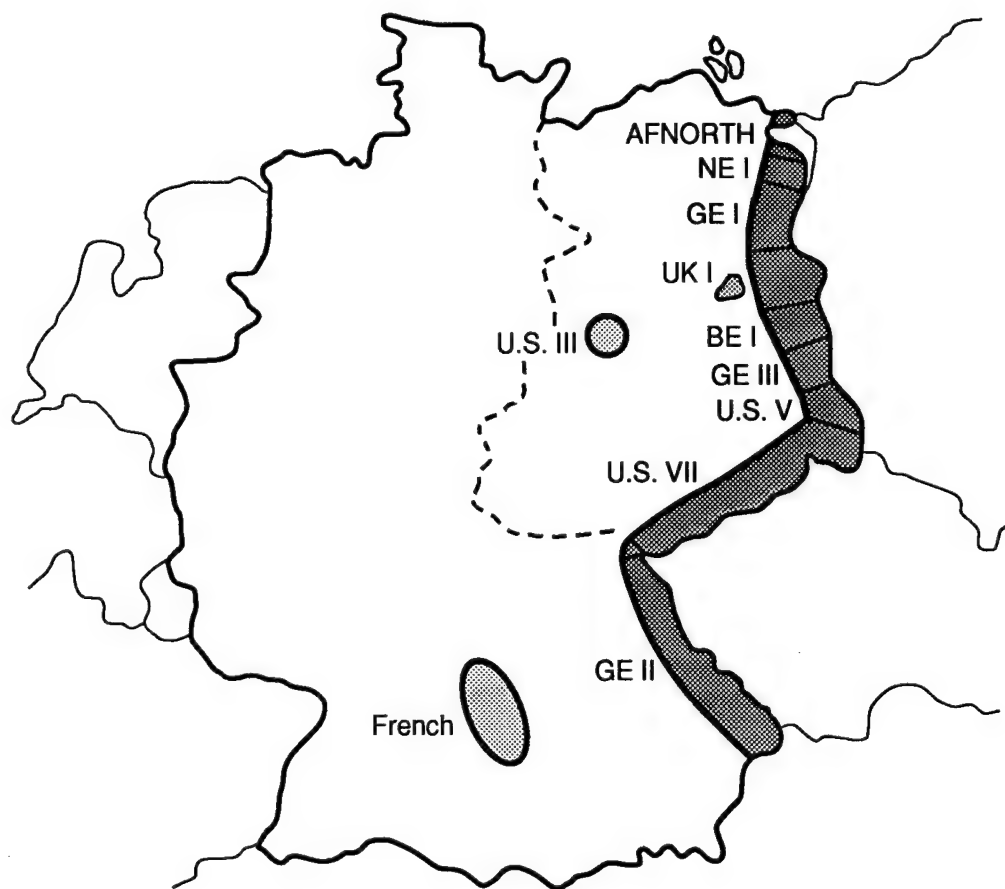 AFNORTH
NE I
GE I
UK I
U.S. III
BE I
GE III
U.S. V
U.S. VII
GE II
French